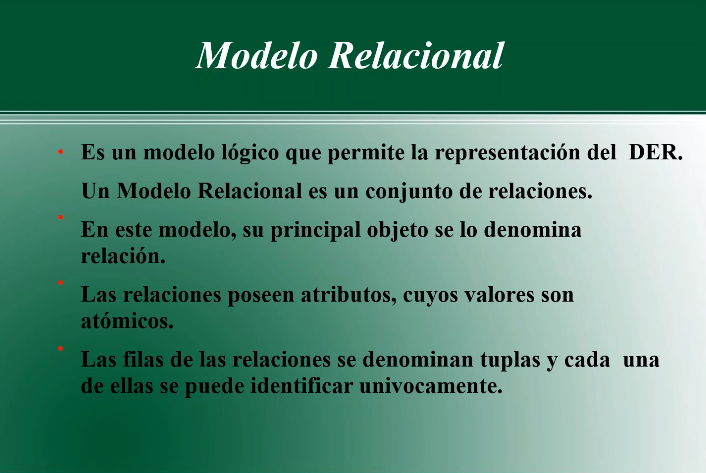 Modelo Relacional
• Es un modelo lógico que permite la representación del DER.
Un Modelo Relacional es un conjunto de relaciones.
• En este modelo, su principal objeto se lo denomina
relación.
• Las relaciones poseen atributos, cuyos valores son
atómicos.
• Las filas de las relaciones se denominan tuplas y cada una
de ellas se puede identificar univocamente.